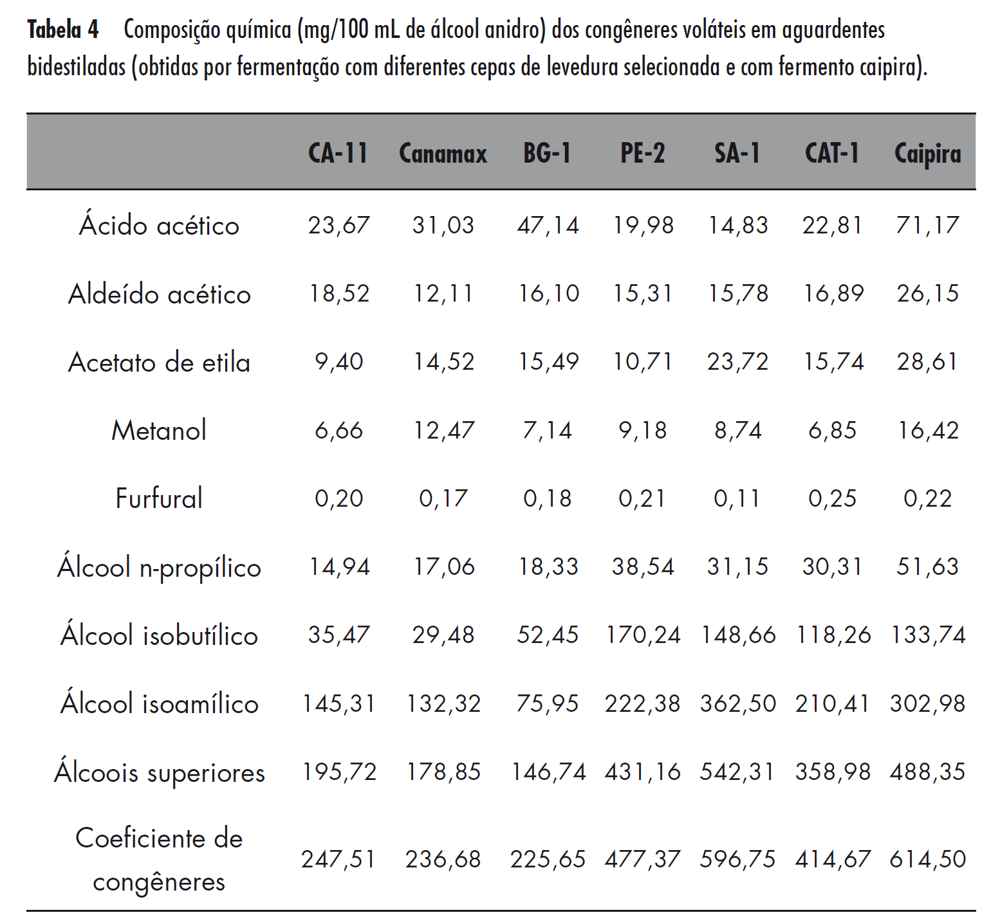 Tabela 4 Composição química (mg/100 mL de álcool anidro) dos congêneres voláteis em aguardentes
bidestiladas (obtidas por fermentação com diferentes cepas de levedura selecionada e com fermento caipira).
CA-11 Canamax BG-1 PE-2 SA-1 CAT-1 Caipira
Ácido acético 23,67 31,03 47,14 19,98 14,83 22,81 71,17
Aldeído acético 18,52 12,11 16,10 15,31 15,78 16,89 26,15
Acetato de etila 9,40 14,52 15,49 10,71 23,72 15,74 28,61
Metanol 6,66 12,47 7,14 9,18 8,74 6,85 16,42
Furfural 0,20 0,17 0,18 0,21 0,11 0,25 0,22
Álcool n-propílico 14,94 17,06 18,33 38,54 31,15 30,31 51,63
Álcool isobutílico 35,47 29,48 52,45 170,24 148,66 118,26 133,74
Álcool isoamílico 145,31 132,32 75,95 222,38 362,50 210,41 302,98
Álcoois superiores 195,72 178,85 146,74 431,16 542,31 358,98 488,35
Coeficiente de
congêneres 247,51 236,68 225,65 477,37 596,75 414,67 614,50